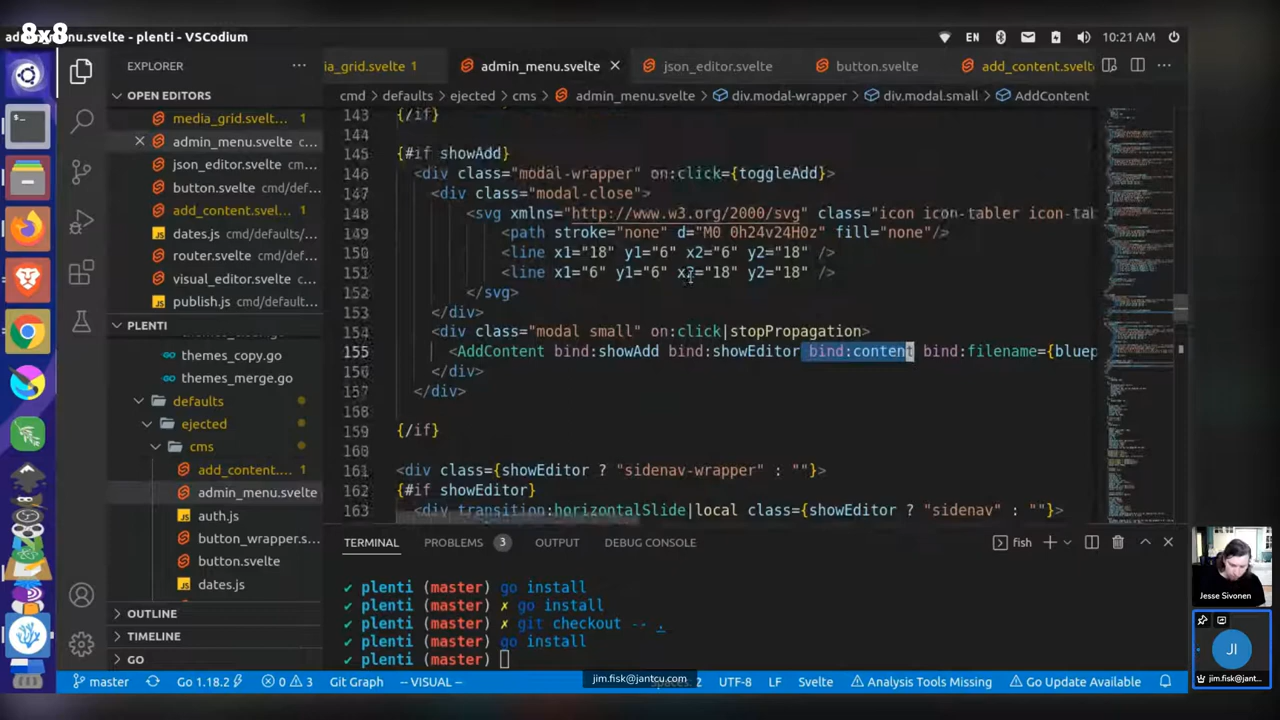 8x8
admin_menu.svelte - plenti - VSCodium
EN
10:21 AM
EXPLORER
ia_grid.svelte 1
admin_menu.svelte
json_editor.svelte
button.svelte
add_content.svelte
OPEN EDITORS
cmd > defaults > ejected > cms > admin_menu.svelte > div.modal-wrapper > div.modal.small > AddContent
media_grid.svelt... 1
admin_menu.svelte c...
json_editor.svelte cm...
button.svelte cmd/def...
add_content.svel... 1
dates.js cmd/defaults/...
router.svelte cmd/def...
visual_editor.svelte c...
publish.js cmd/defaults...
PLENTI
themes_copy.go
themes_merge.go
defaults
ejected
cms
add_content.... 1
admin_menu.svelte
auth.js
button_wrapper.s...
button.svelte
dates.js
OUTLINE
TIMELINE
GO
143 {/if}
144
145 {#if showAdd}
146 <div class="modal-wrapper" on:click={toggleAdd}>
147 <div class="modal-close">
148 <svg xmlns="http://www.w3.org/2000/svg" class="icon icon-tabler icon-tab
149 <path stroke="none" d="M0 0h24v24H0z" fill="none"/>
150 <line x1="18" y1="6" x2="6" y2="18" />
151 <line x1="6" y1="6" x2="18" y2="18" />
152 </svg>
153 </div>
154 <div class="modal small" on:click|stopPropagation>
155 <AddContent bind:showAdd bind:showEditor bind:content bind:filename={bluep
156 </div>
157 </div>
158
159 {/if}
160
161 <div class={showEditor ? "sidenav-wrapper" : ""}>
162 {#if showEditor}
163 <div transition:horizontalSlide|local class={showEditor ? "sidenav" : ""}>
TERMINAL PROBLEMS 3 OUTPUT DEBUG CONSOLE
fish
✔ plenti (master) go install
✔ plenti (master) ✗ go install
✔ plenti (master) ✗ git checkout -- .
✔ plenti (master) go install
✔ plenti (master)
Jesse Sivonen
JI
jim.fisk@jant...
master Go 1.18.2 0 3 Git Graph -- VISUAL -- Spaces: 2 UTF-8 LF Svelte Analysis Tools Missing Go Update Available
jim.fisk@jantcu.com